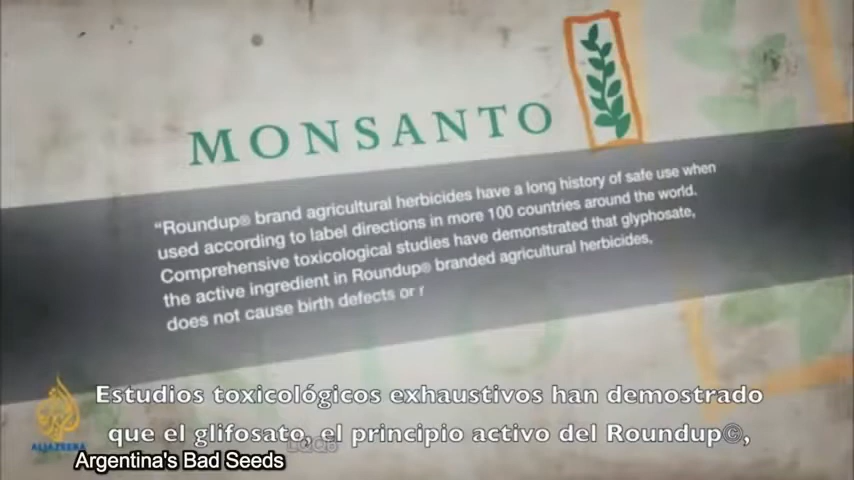 MONSANTO
“Roundup® brand agricultural herbicides have a long history of safe use when
used according to label directions in more 100 countries around the world.
Comprehensive toxicological studies have demonstrated that glyphosate,
the active ingredient in Roundup® branded agricultural herbicides,
does not cause birth defects or r
Estudios toxicológicos exhaustivos han demostrado
que el glifosato, el principio activo del Roundup©,
ALJAZEERA
Argentina's Bad Seeds